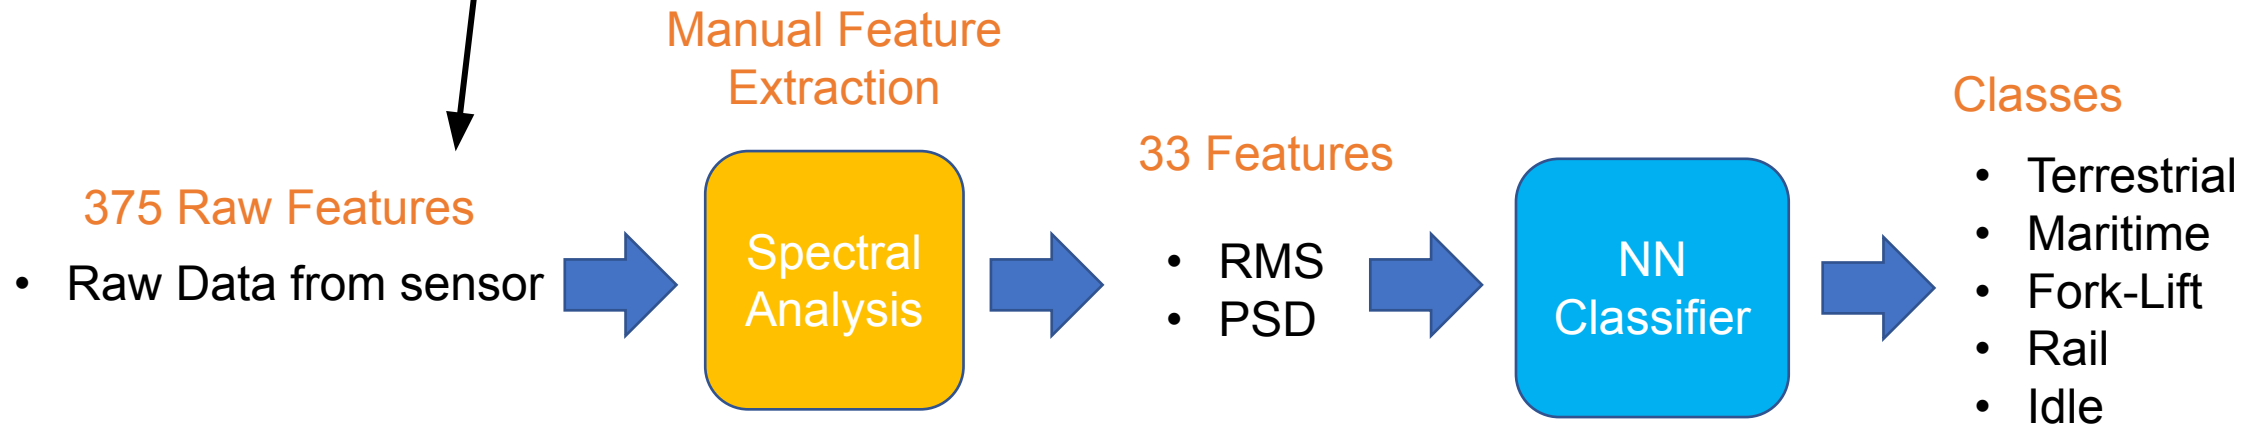 Manual Feature
Extraction
375 Raw Features
• Raw Data from sensor
Spectral
Analysis
33 Features
• RMS
• PSD
NN
Classifier
Classes
• Terrestrial
• Maritime
• Fork-Lift
• Rail
• Idle